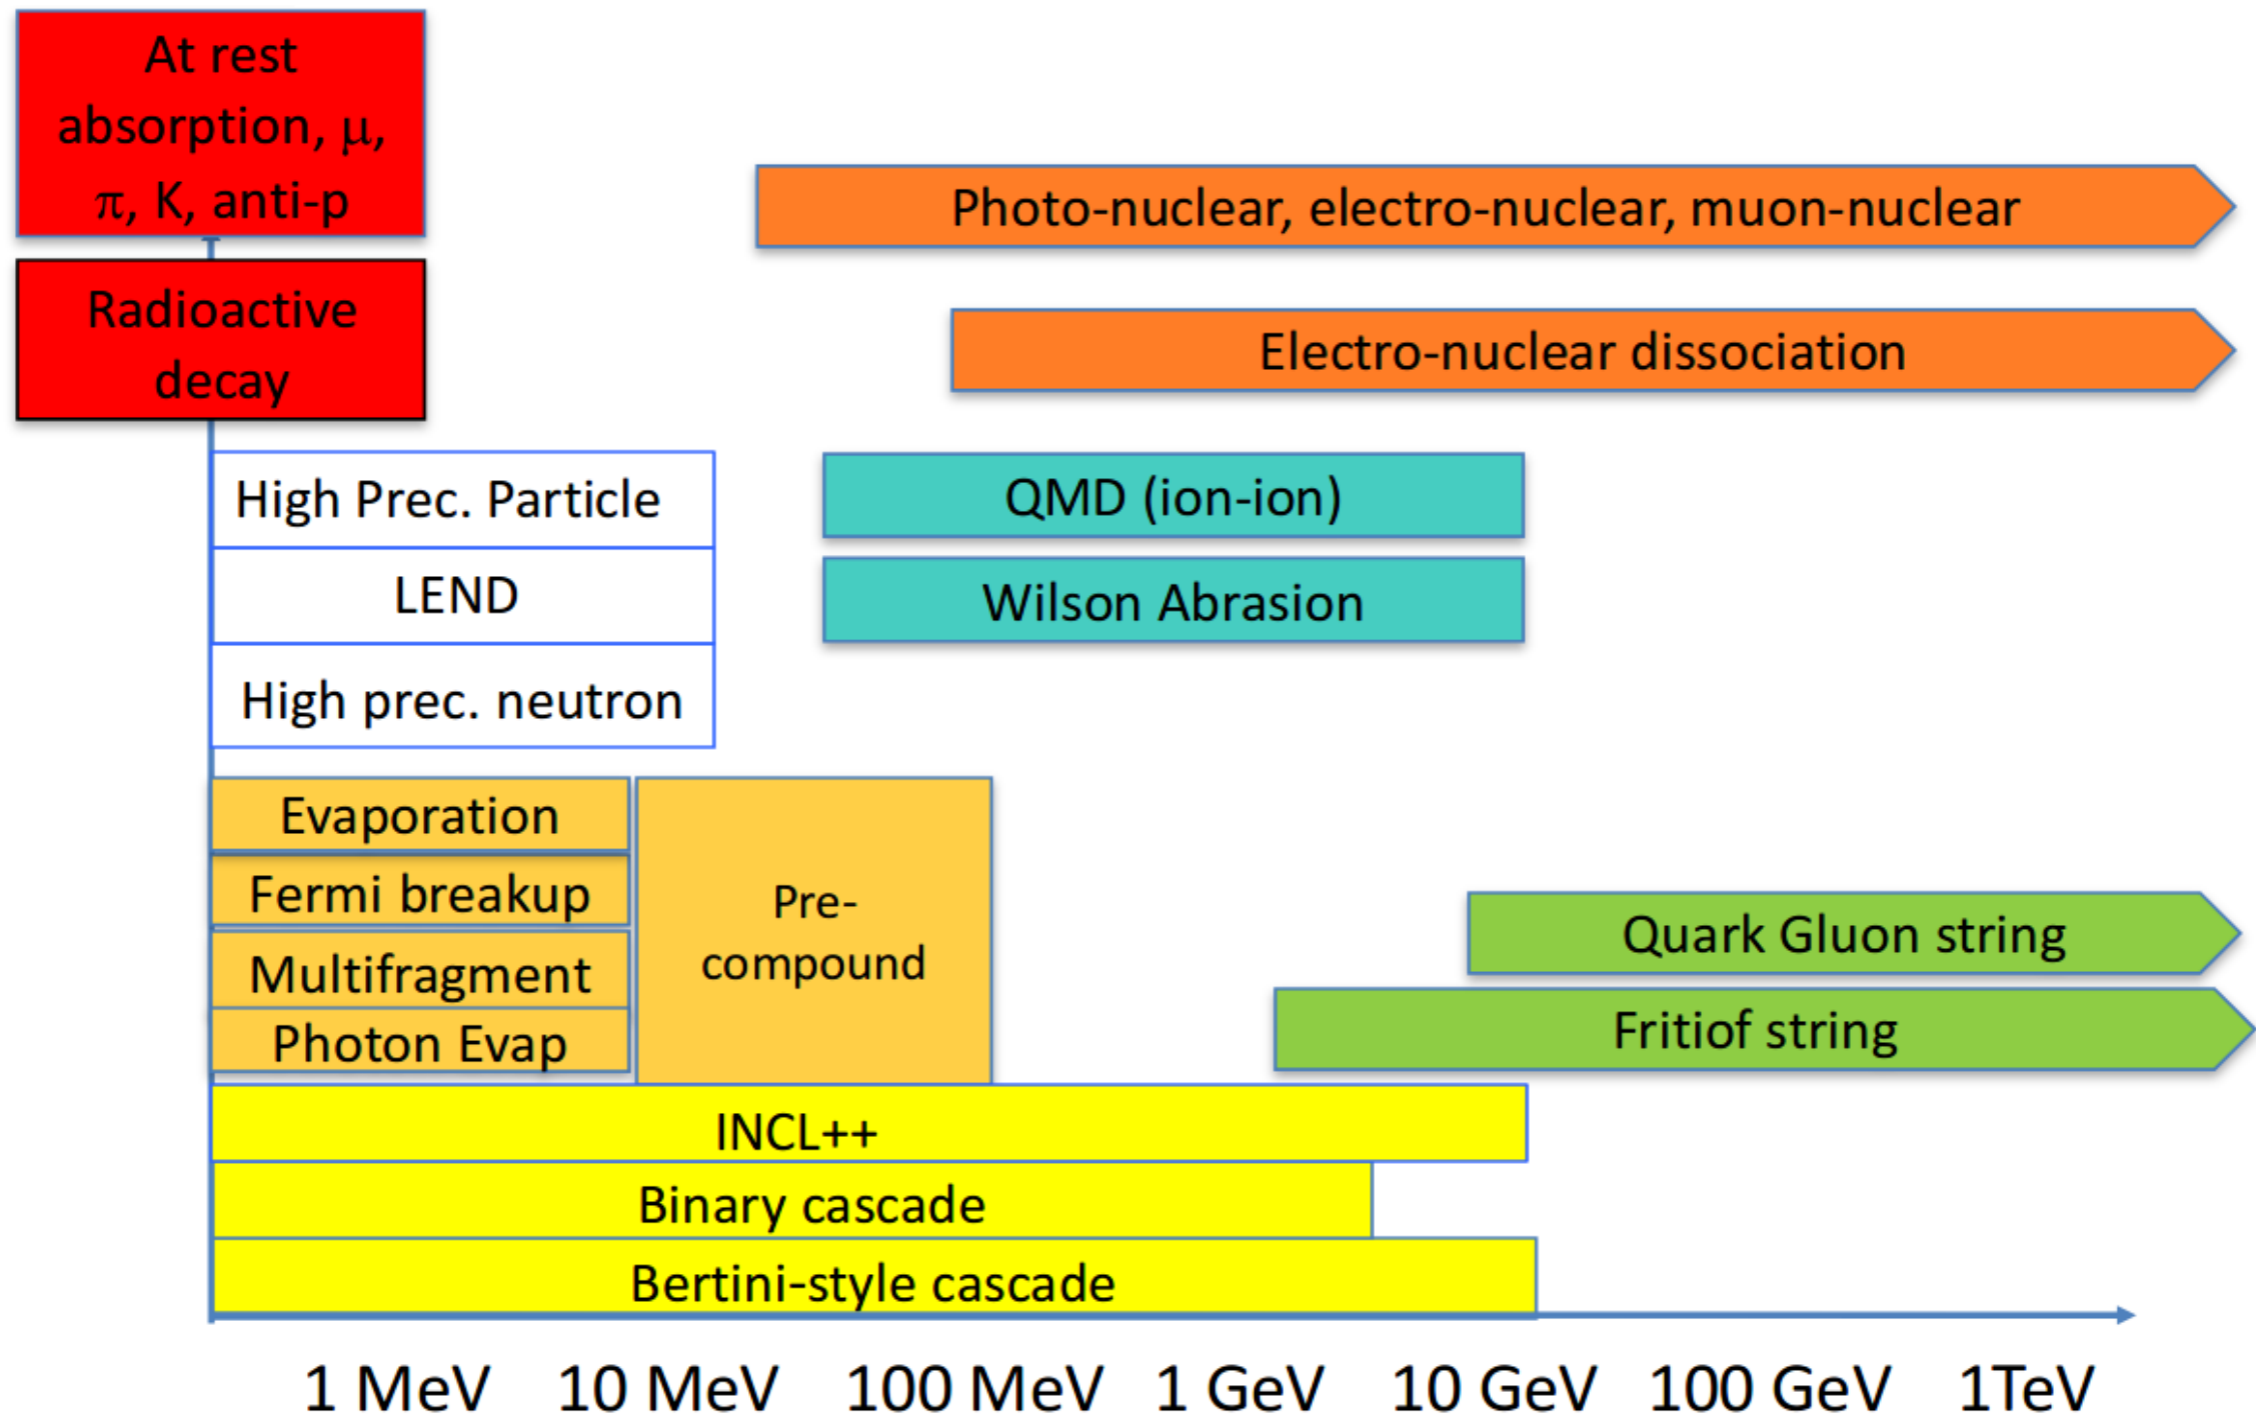 At rest
absorption, μ,
π, K, anti-p
Photo-nuclear, electro-nuclear, muon-nuclear
Radioactive
decay
Electro-nuclear dissociation
High Prec. Particle
QMD (ion-ion)
LEND
Wilson Abrasion
High prec. neutron
Evaporation
Fermi breakup
Multifragment
Photon Evap
Pre-
compound
Quark Gluon string
Fritiof string
INCL++
Binary cascade
Bertini-style cascade
1 MeV 10 MeV 100 MeV 1 GeV 10 GeV 100 GeV 1TeV